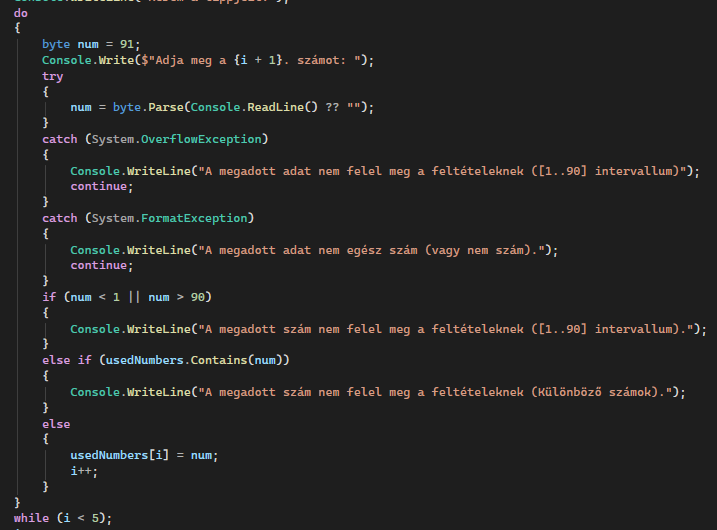 do
{
byte num = 91;
Console.Write($"Adja meg a {i + 1}. számot: ");
try
{
num = byte.Parse(Console.ReadLine() ?? "");
}
catch (System.OverflowException)
{
Console.WriteLine("A megadott adat nem felel meg a feltételeknek ([1..90] intervallum)");
continue;
}
catch (System.FormatException)
{
Console.WriteLine("A megadott adat nem egész szám (vagy nem szám).");
continue;
}
if (num < 1 || num > 90)
{
Console.WriteLine("A megadott szám nem felel meg a feltételeknek ([1..90] intervallum).");
}
else if (usedNumbers.Contains(num))
{
Console.WriteLine("A megadott szám nem felel meg a feltételeknek (Különböző számok).");
}
else
{
usedNumbers[i] = num;
i++;
}
}
while (i < 5);